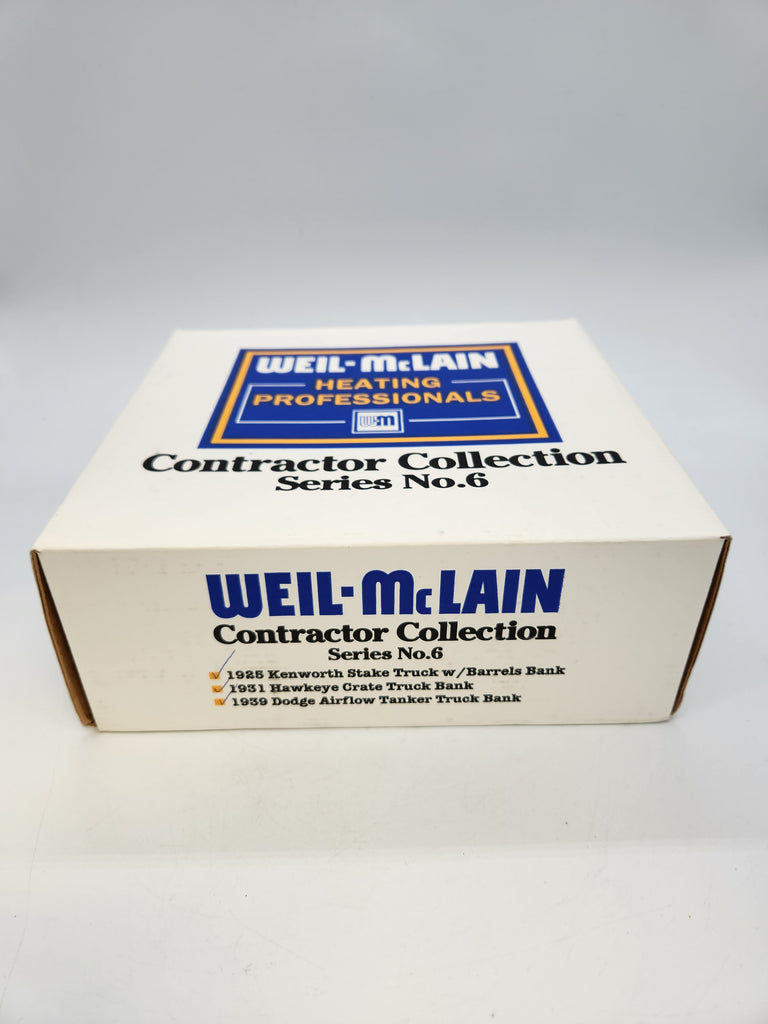 WEIL-McLAIN
HEATING
PROFESSIONALS
WM
Contractor Collection
Series No.6
WEIL-McLAIN
Contractor Collection
Series No.6
1925 Kenworth Stake Truck w/Barrels Bank
1931 Hawkeye Crate Truck Bank
1939 Dodge Airflow Tanker Truck Bank